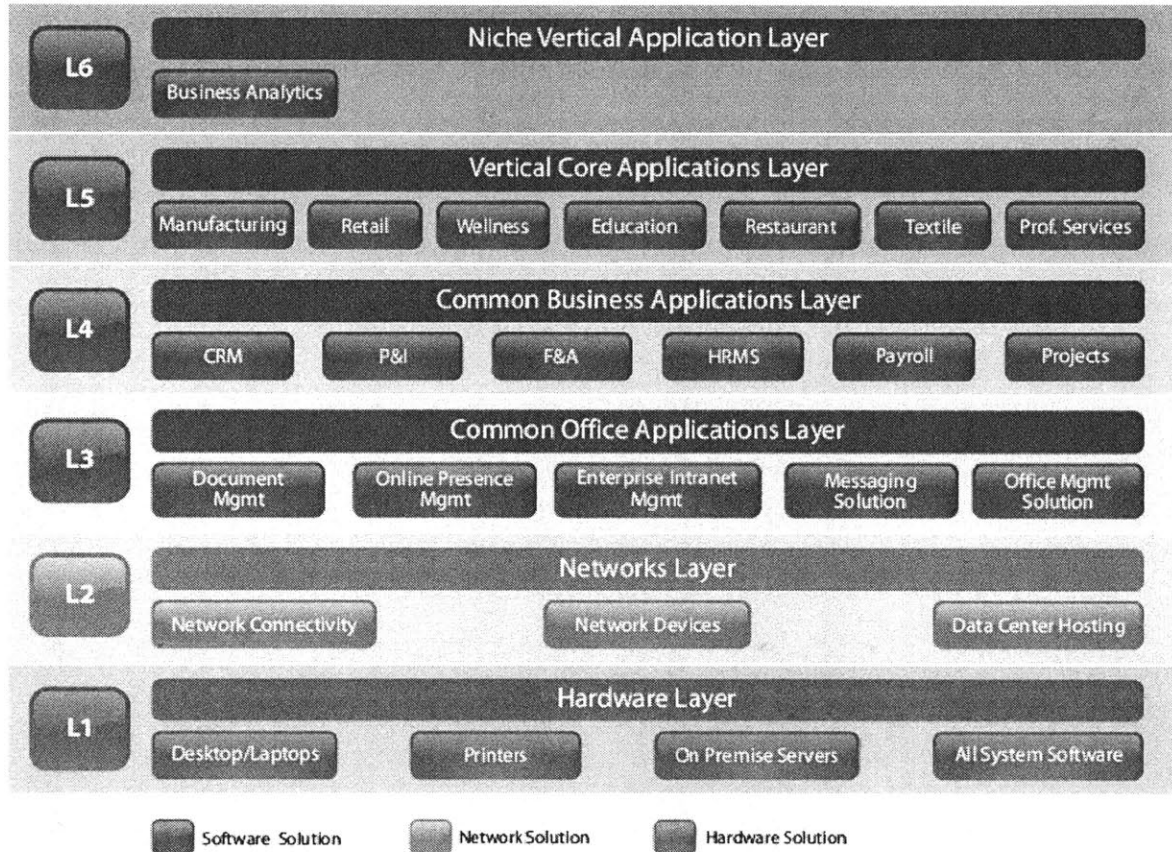 L6
Niche Vertical Application Layer
Business Analytics
L5
Vertical Core Applications Layer
Manufacturing Retail Wellness Education Restaurant Textile Prof. Services
L4
Common Business Applications Layer
CRM P&I F&A HRMS Payroll Projects
L3
Common Office Applications Layer
Document Online Presence Enterprise Intranet Messaging Office Mgmt
Mgmt Mgmt Mgmt Solution Solution
L2
Networks Layer
Network Connectivity Network Devices Data Center Hosting
L1
Hardware Layer
Desktop/Laptops Printers On Premise Servers All System Software
Software Solution Network Solution Hardware Solution